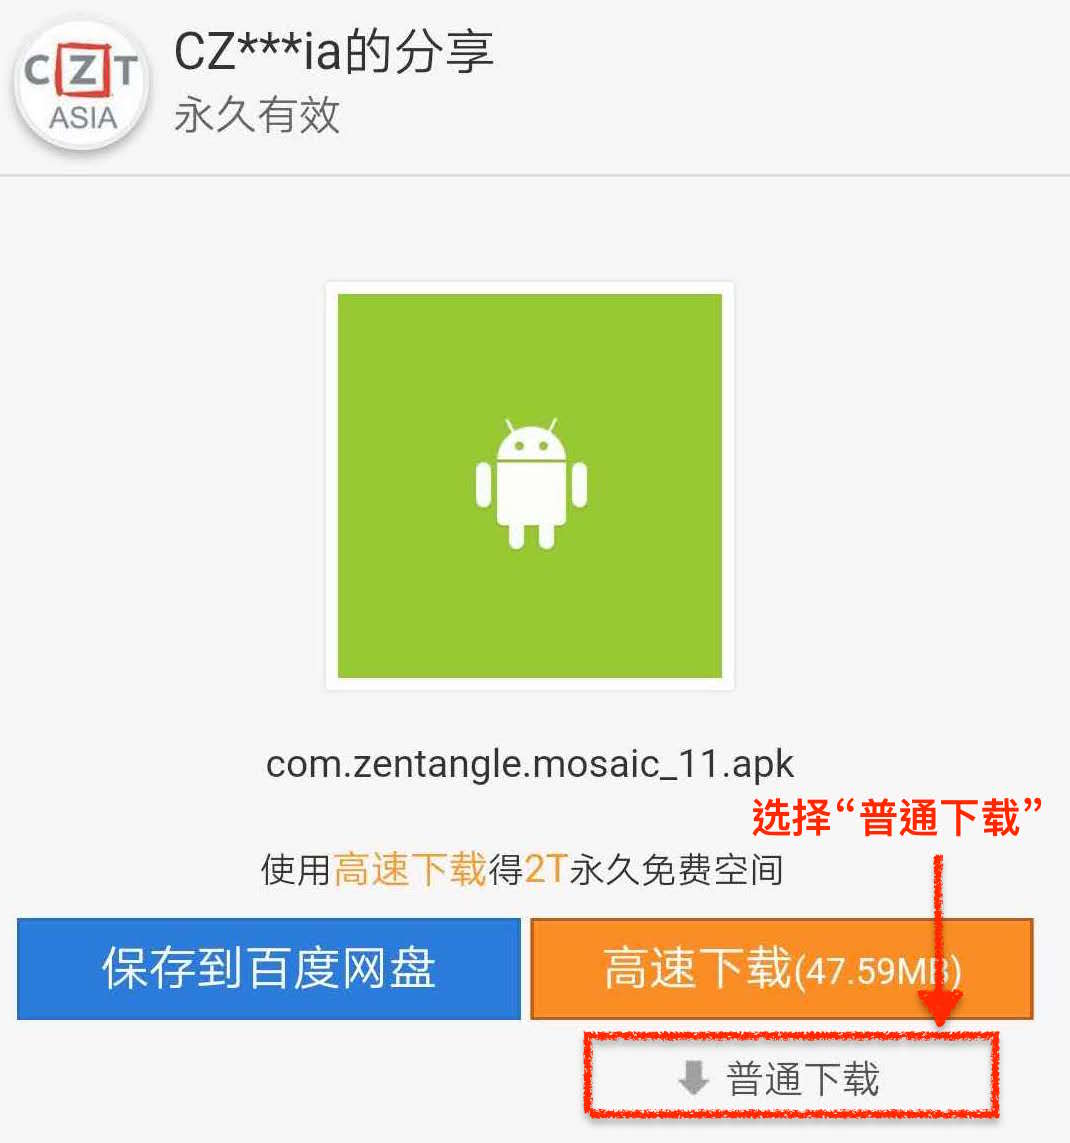 CZT
ASIA
CZ***ia的分享
永久有效
com.zentangle.mosaic_11.apk
选择“普通下载”
使用高速下载得2T永久免费空间
保存到百度网盘
高速下载(47.59MB)
普通下载